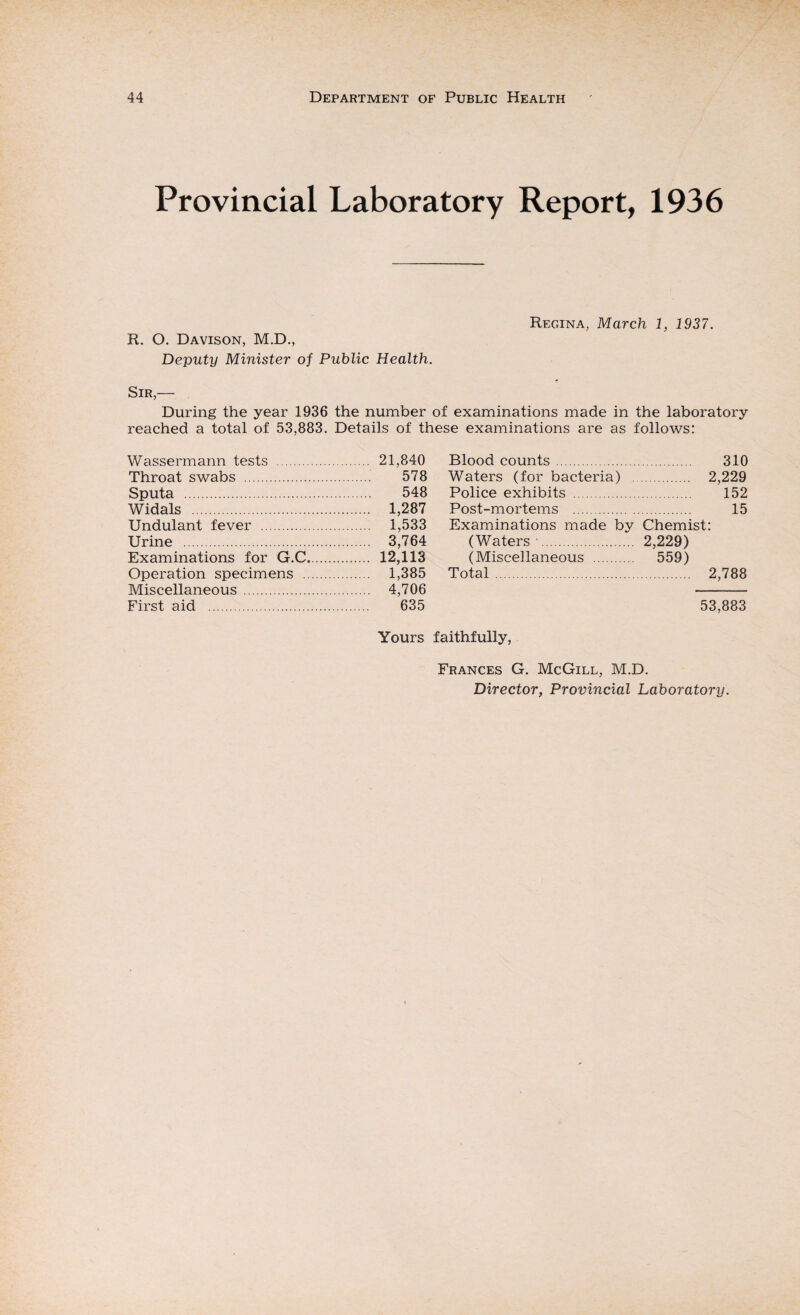 44 Department of Public Health
Provincial Laboratory Report, 1936
Regina, March 1, 1937.
R. O. Davison, M.D.,
Deputy Minister of Public Health.
Sir,—
During the year 1936 the number of examinations made in the laboratory
reached a total of 53,883. Details of these examinations are as follows:
Wassermann tests ........ 21,840
Throat swabs ........ 578
Sputa ........ 548
Widals ........ 1,287
Undulant fever ........ 1,533
Urine ........ 3,764
Examinations for G.C. ........ 12,113
Operation specimens ........ 1,385
Miscellaneous ........ 4,706
First aid ........ 635
Blood counts ........ 310
Waters (for bacteria) ........ 2,229
Police exhibits ........ 152
Post-mortems ........ 15
Examinations made by Chemist:
(Waters ........ 2,229)
(Miscellaneous ........ 559)
Total ........ 2,788
53,883
Yours faithfully,
Frances G. McGill, M.D.
Director, Provincial Laboratory.